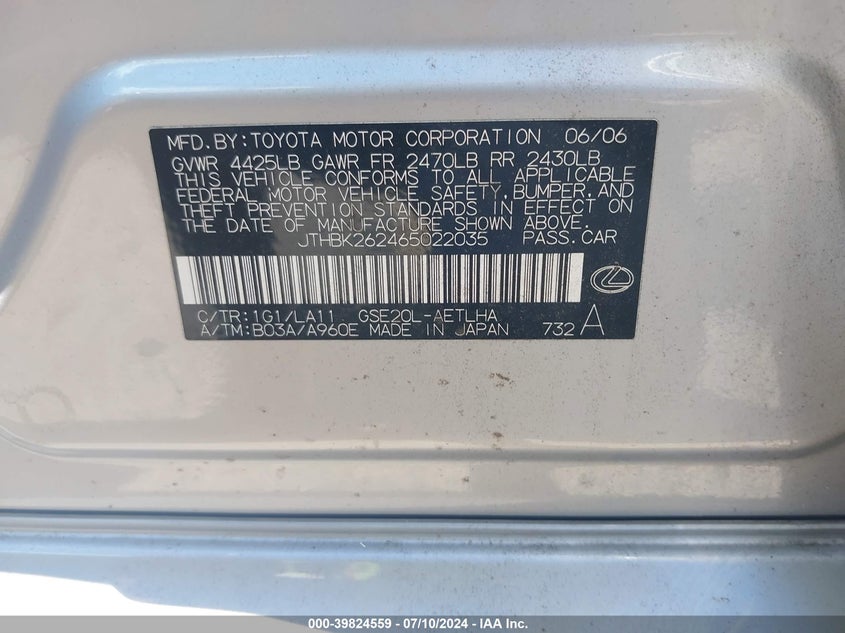 MFD.BY:TOYOTA MOTOR CORPORATION 06/06
GVWR 4425LB GAWR FR 2470LB RR 2430LB
THIS VEHICLE CONFORMS TO ALL APPLICABLE
FEDERAL MOTOR VEHICLE SAFETY, BUMPER, AND
THEFT PREVENTION STANDARDS IN EFFECT ON
THE DATE OF MANUFACTURE SHOWN ABOVE.
JTHBK262465022035 PASS.CAR
C/TR:1G1/LA11 GSE20L-AETLHA
A/TM:B03A/A960E MADE IN JAPAN 732 A
000-39824559 - 07/10/2024 - IAA Inc.